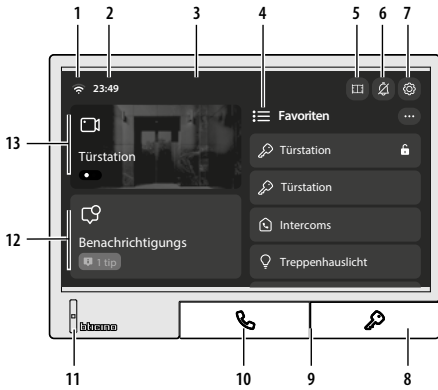 1 2 3 4 5 6 7
23:49
Favoriten
Türstation
Türstation
Türstation
Intercoms
Benachrichtigungs
1 tip
Treppenhauslicht
bticino
13
12
11 10 9 8